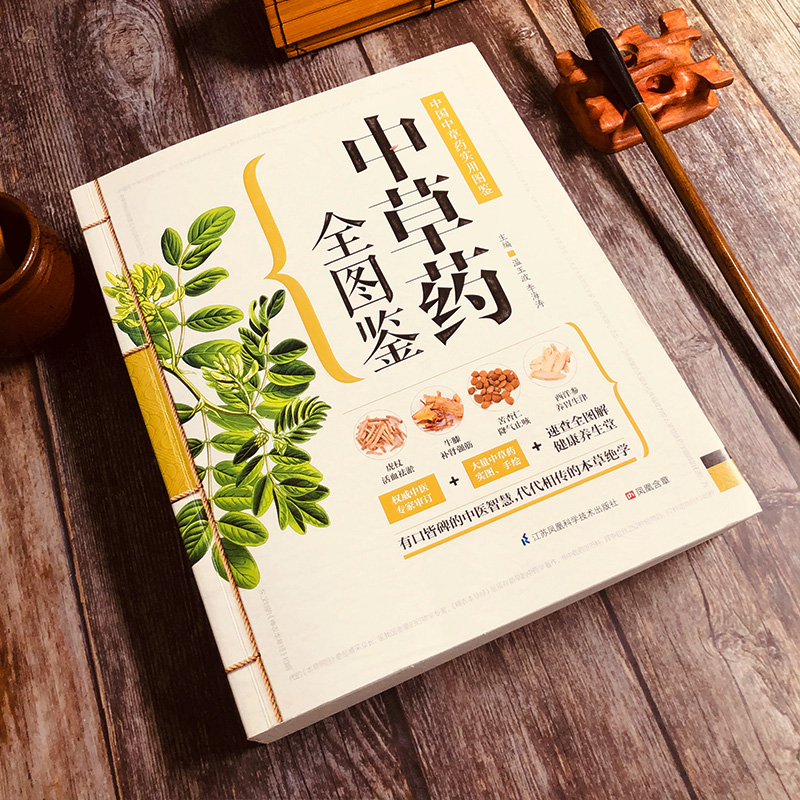 中国中草药实用图鉴
中草药
全图鉴
主编 温玉波 李海涛
虎杖
活血祛淤
牛膝
补肾强筋
苦杏仁
降气止咳
西洋参
养胃生津
权威中医
专家审订
+
大量中草药
实图、手绘
+
速查全图解
健康养生堂
有口皆碑的中医智慧,代代相传的本草绝学
江苏凤凰科学技术出版社
凤凰含章